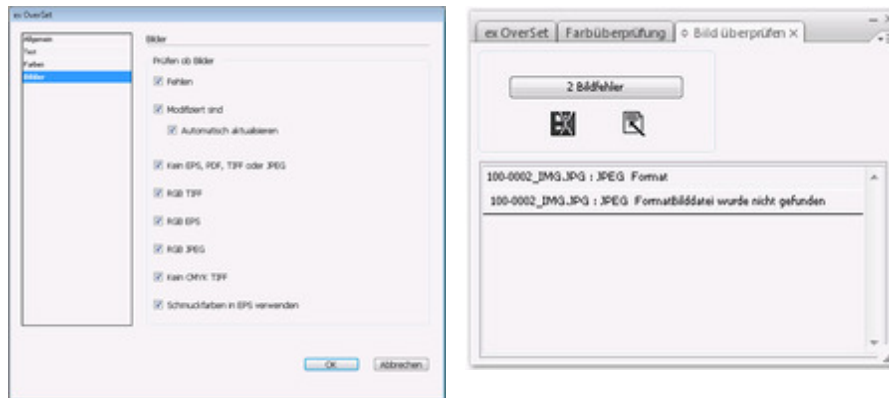 ex OverSet
Allgemein
Text
Farben
Bilder
Bilder
Prüfen ob Bilder
Fehlen
Modifiziert sind
Automatisch aktualisieren
Kein EPS, PDF, TIFF oder JPEG
RGB TIFF
RGB EPS
RGB JPEG
Kein CMYK TIFF
Schmuckfarben in EPS verwenden
OK
Abbrechen
ex OverSet
Farbüberprüfung
Bild überprüfen
2 Bildfehler
100-0002_IMG.JPG : JPEG Format
100-0002_IMG.JPG : JPEG Formatbilddatei wurde nicht gefunden